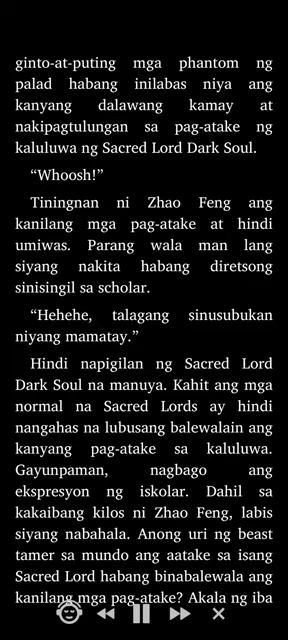 ginto-at-puting mga phantom ng
palad habang inilabas niya ang
kanyang dalawang kamay at
nakipagtulungan sa pag-atake ng
kaluluwa ng Sacred Lord Dark Soul.
“Whoosh!”
Tiningnan ni Zhao Feng ang
kanilang mga pag-atake at hindi
umiwas. Parang wala man lang
siyang nakita habang diretsong
sinisingil sa scholar.
“Hehehe, talagang sinusubukan
niyang mamatay.”
Hindi napigilan ng Sacred Lord
Dark Soul na manuya. Kahit ang mga
normal na Sacred Lords ay hindi
nangahas na lubusang balewalain ang
kanyang pag-atake sa kaluluwa.
Gayunpaman, nagbago ang
ekspresyon ng iskolar. Dahil sa
kakaibang kilos ni Zhao Feng, labis
siyang nabahala. Anong uri ng beast
tamer sa mundo ang aatake sa isang
Sacred Lord habang binabalewala ang
kanilang mga pag-atake? Akala ng iba